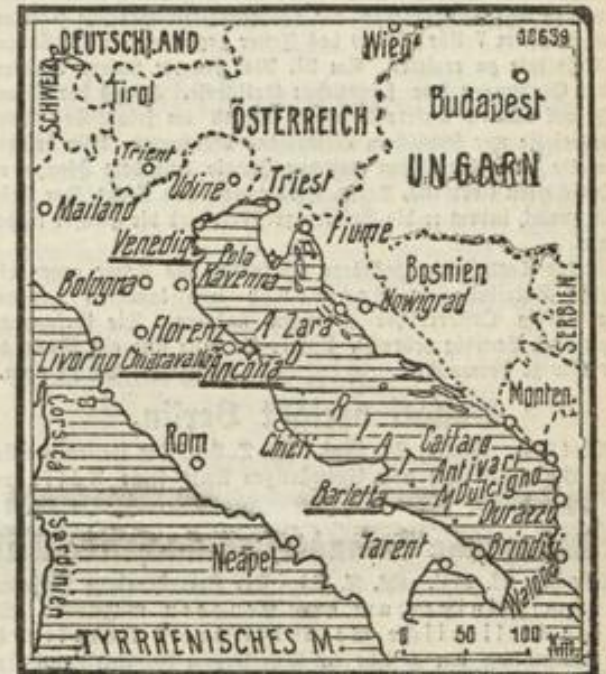 DEUTSCHLAND
Wien
38639
SCHWEIZ
Tirol
Budapest
ÖSTERREICH
UNGARN
Trient
Udine
Triest
Mailand
Fiume
Venedig
Pola
Bosnien
Ravenna
Bologna
Nowigrad
SERBIEN
Florenz
A Zara
D
Livorno
Chiaravalle
Ancona
Monten.
R
Corsica
I
Cattaro
Rom
Chieti
A
T.
Antivari
M.
Dulcigno
Barletta
Durazzo
Sardinien
Neapel
Tarent
Brindisi
Walona
TYRRHENISCHES M.
0 50 100 Km.